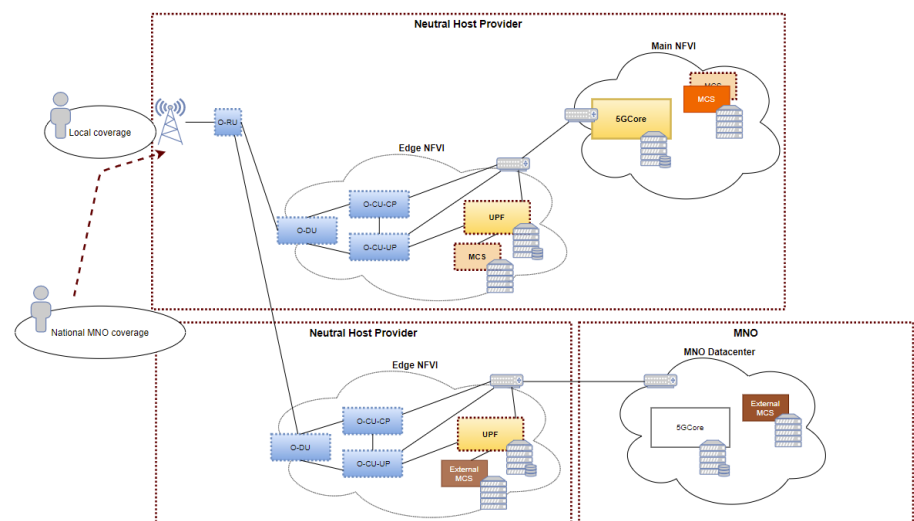 Neutral Host Provider
Main NFVI
MCS
MCS
5GCore
Local coverage
O-RU
Edge NFVI
O-CU-CP
O-DU
UPF
O-CU-UP
MCS
National MNO coverage
Neutral Host Provider
MNO
Edge NFVI
MNO Datacenter
External
MCS
O-CU-CP
5GCore
O-DU
UPF
O-CU-UP
External
MCS